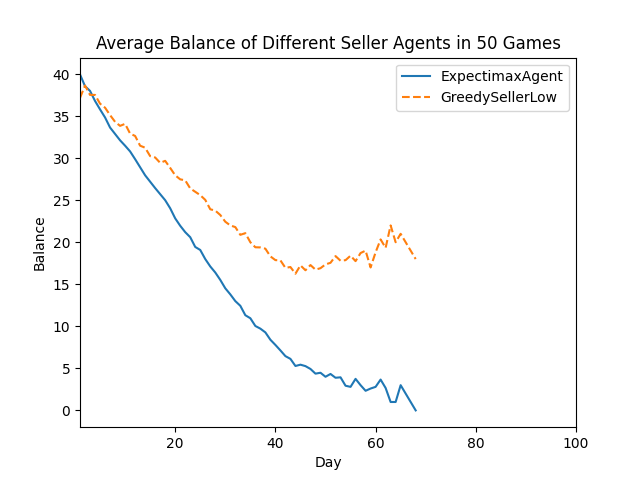 Average Balance of Different Seller Agents in 50 Games
ExpectimaxAgent
GreedySellerLow
Balance
40
35
30
25
20
15
10
5
0
20 40 60 80 100
Day